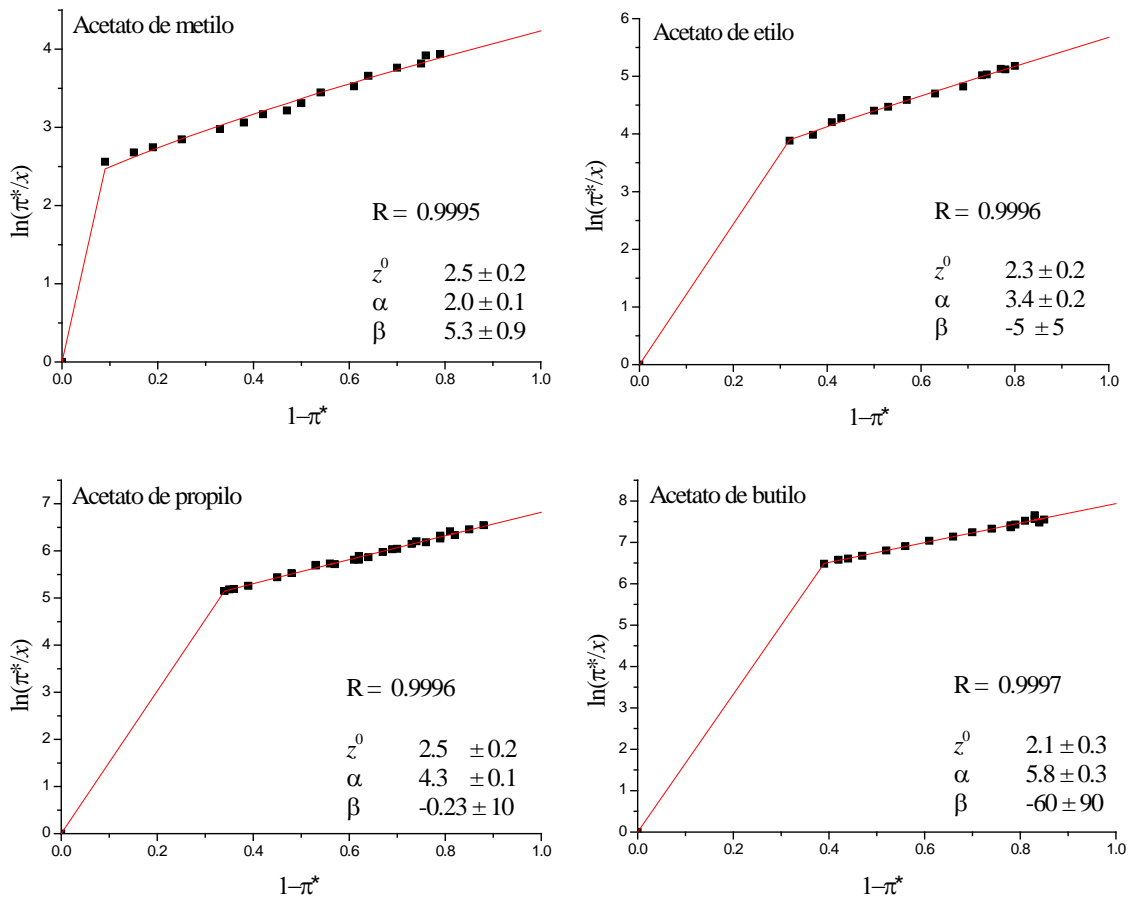 Acetato de metilo
4
3
2
1
0
ln(π*/x)
R = 0.9995
z⁰ 2.5 ± 0.2
α 2.0 ± 0.1
β 5.3 ± 0.9
0.0 0.2 0.4 0.6 0.8 1.0
1−π*
Acetato de etilo
6
5
4
3
2
1
0
ln(π*/x)
R = 0.9996
z⁰ 2.3 ± 0.2
α 3.4 ± 0.2
β -5 ± 5
0.0 0.2 0.4 0.6 0.8 1.0
1−π*
Acetato de propilo
7
6
5
4
3
2
1
0
ln(π*/x)
R = 0.9996
z⁰ 2.5 ± 0.2
α 4.3 ± 0.1
β -0.23 ± 10
0.0 0.2 0.4 0.6 0.8 1.0
1−π*
Acetato de butilo
8
7
6
5
4
3
2
1
0
ln(π*/x)
R = 0.9997
z⁰ 2.1 ± 0.3
α 5.8 ± 0.3
β -60 ± 90
0.0 0.2 0.4 0.6 0.8 1.0
1−π*